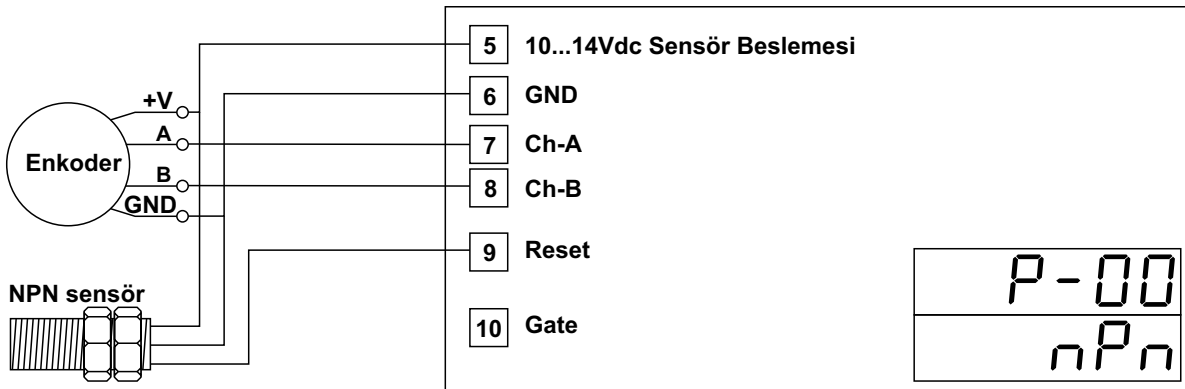 5 10...14Vdc Sensör Beslemesi
6 GND
7 Ch-A
8 Ch-B
9 Reset
10 Gate
+V
A
B
GND
Enkoder
NPN sensör
P-00
nPn